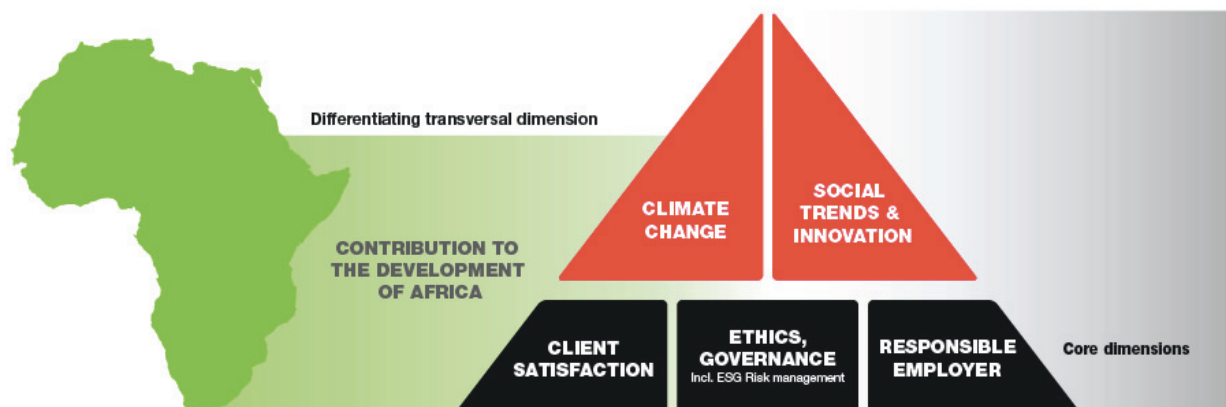 Differentiating transversal dimension
CONTRIBUTION TO
THE DEVELOPMENT
OF AFRICA
CLIMATE
CHANGE
SOCIAL
TRENDS &
INNOVATION
CLIENT
SATISFACTION
ETHICS,
GOVERNANCE
Incl. ESG Risk management
RESPONSIBLE
EMPLOYER
Core dimensions